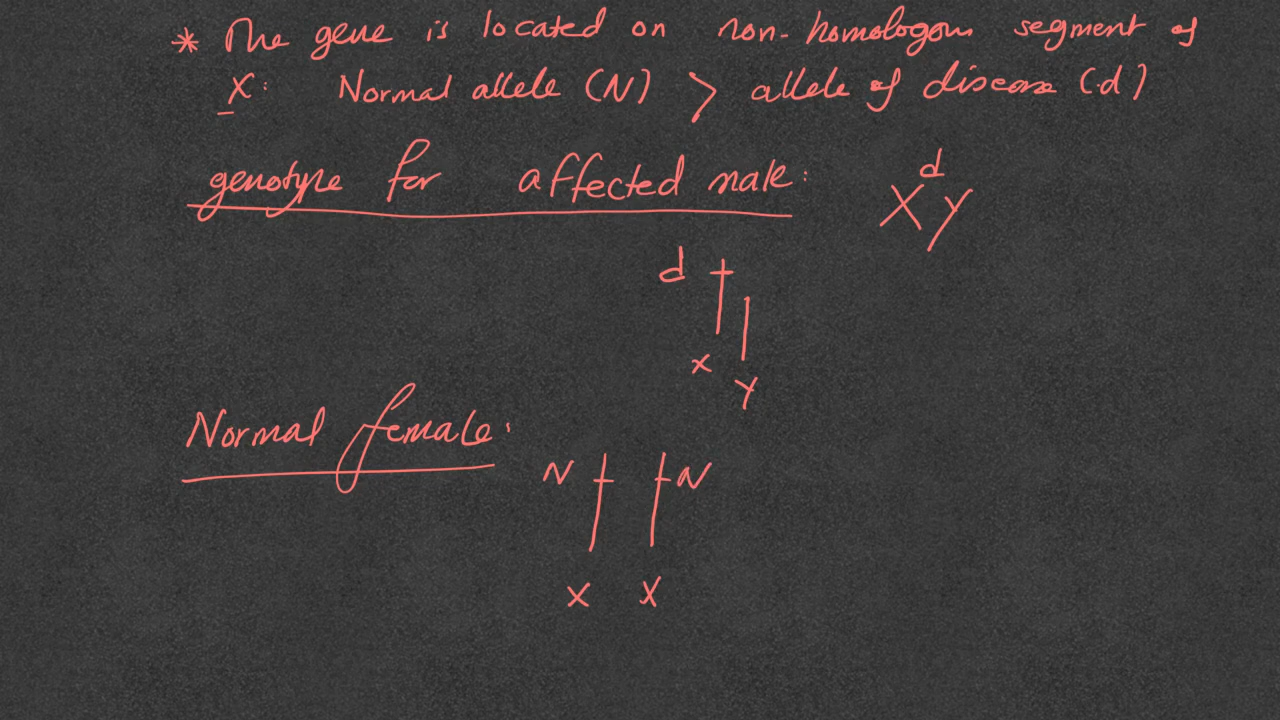 * The gene is located on non-homologous segment of
X: Normal allele (N) > allele of disease (d)
genotype for affected male: XᵈY
d
X
Y
Normal female:
N N
X X